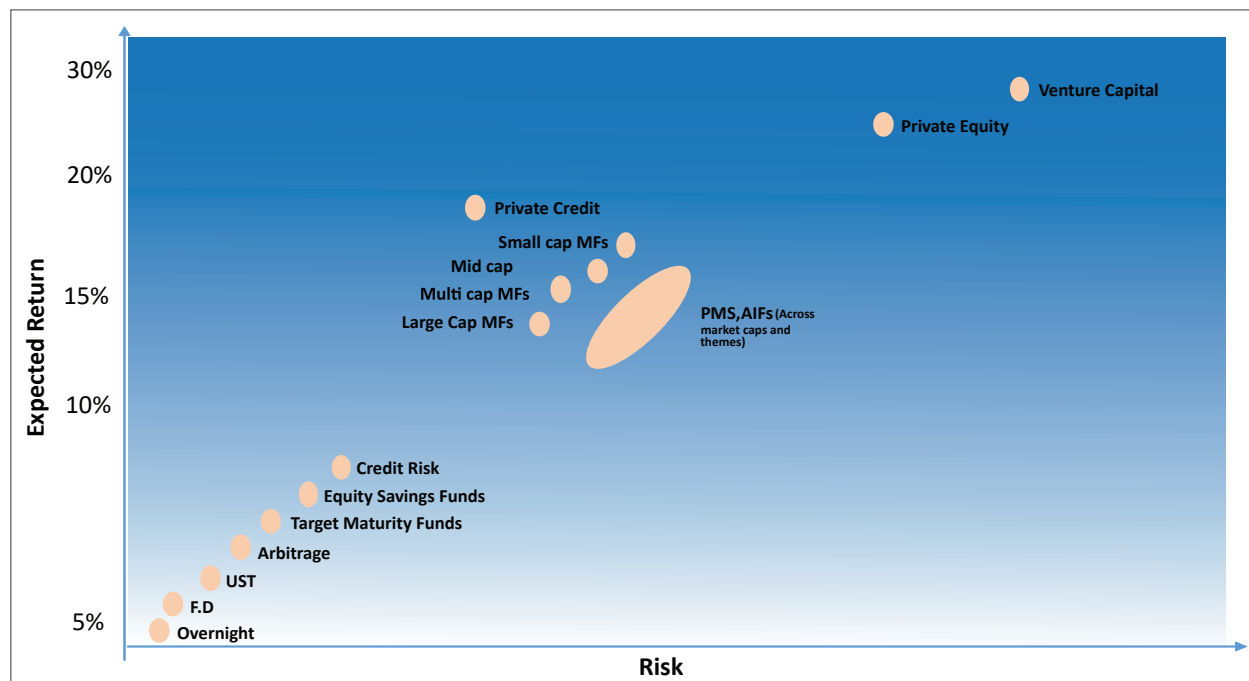 30%
Venture Capital
Private Equity
20%
Private Credit
Small cap MFs
Mid cap
Multi cap MFs
15%
Large Cap MFs
PMS,AIFs (Across
market caps and
themes)
Expected Return
10%
Credit Risk
Equity Savings Funds
Target Maturity Funds
Arbitrage
UST
F.D
5%
Overnight
Risk